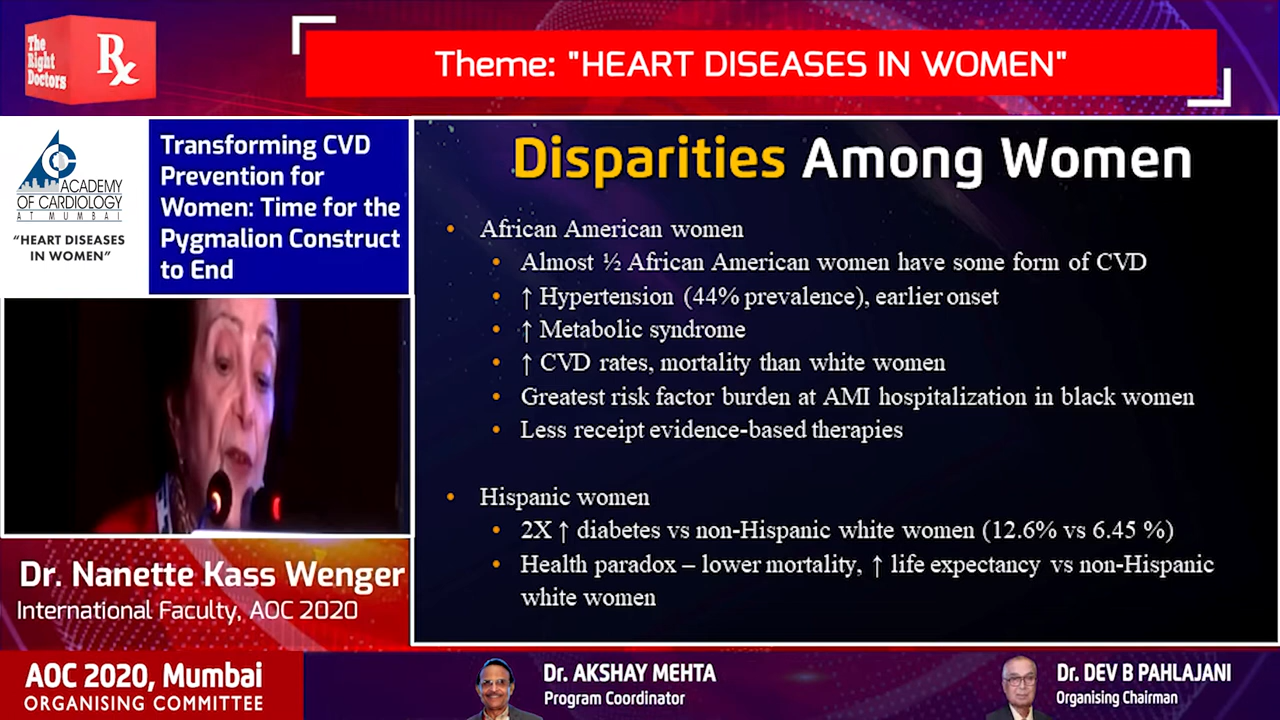 The
Right
Doctors
Rx
Theme: "HEART DISEASES IN WOMEN"
ACADEMY
OF CARDIOLOGY
AT MUMBAI
“HEART DISEASES
IN WOMEN”
Transforming CVD
Prevention for
Women: Time for the
Pygmalion Construct
to End
Disparities Among Women
• African American women
• Almost ½ African American women have some form of CVD
• ↑ Hypertension (44% prevalence), earlier onset
• ↑ Metabolic syndrome
• ↑ CVD rates, mortality than white women
• Greatest risk factor burden at AMI hospitalization in black women
• Less receipt evidence-based therapies
• Hispanic women
• 2X ↑ diabetes vs non-Hispanic white women (12.6% vs 6.45 %)
• Health paradox – lower mortality, ↑ life expectancy vs non-Hispanic
white women
Dr. Nanette Kass Wenger
International Faculty, AOC 2020
AOC 2020, Mumbai
ORGANISING COMMITTEE
Dr. AKSHAY MEHTA
Program Coordinator
Dr. DEV B PAHLAJANI
Organising Chairman